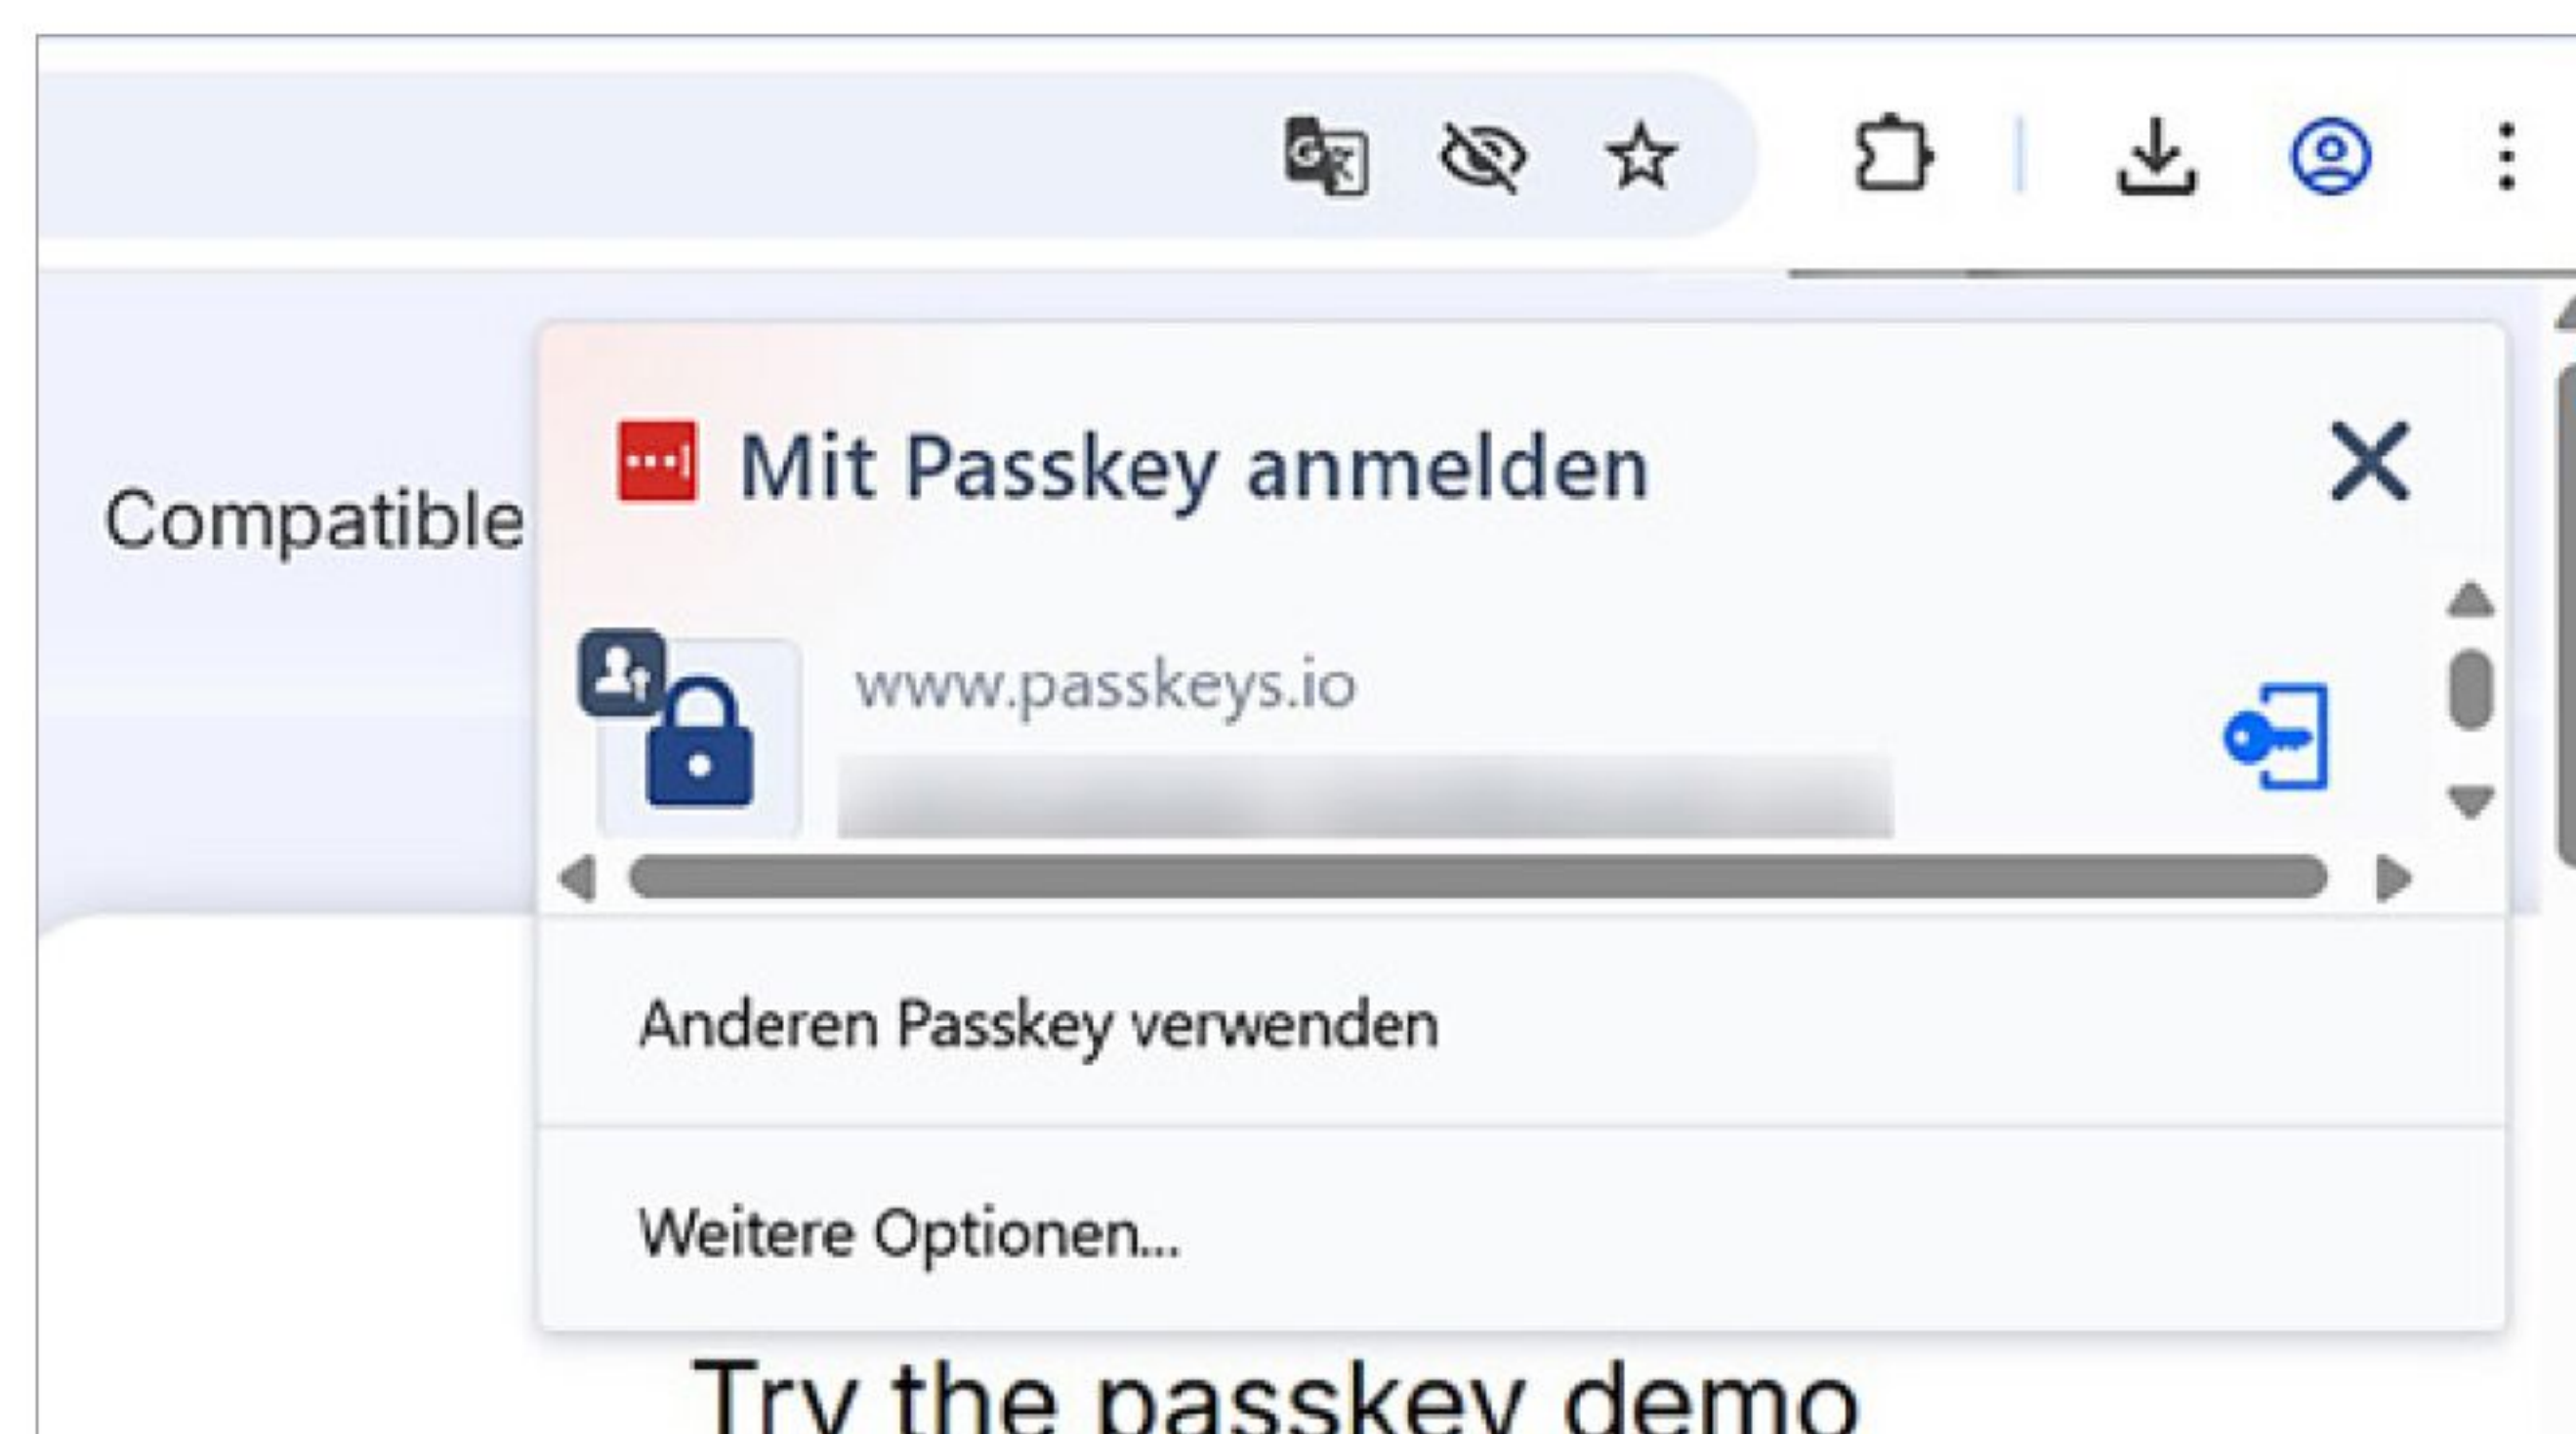 Compatible
Mit Passkey anmelden
www.passkeys.io
Anderen Passkey verwenden
Weitere Optionen...
Try the passkey demo